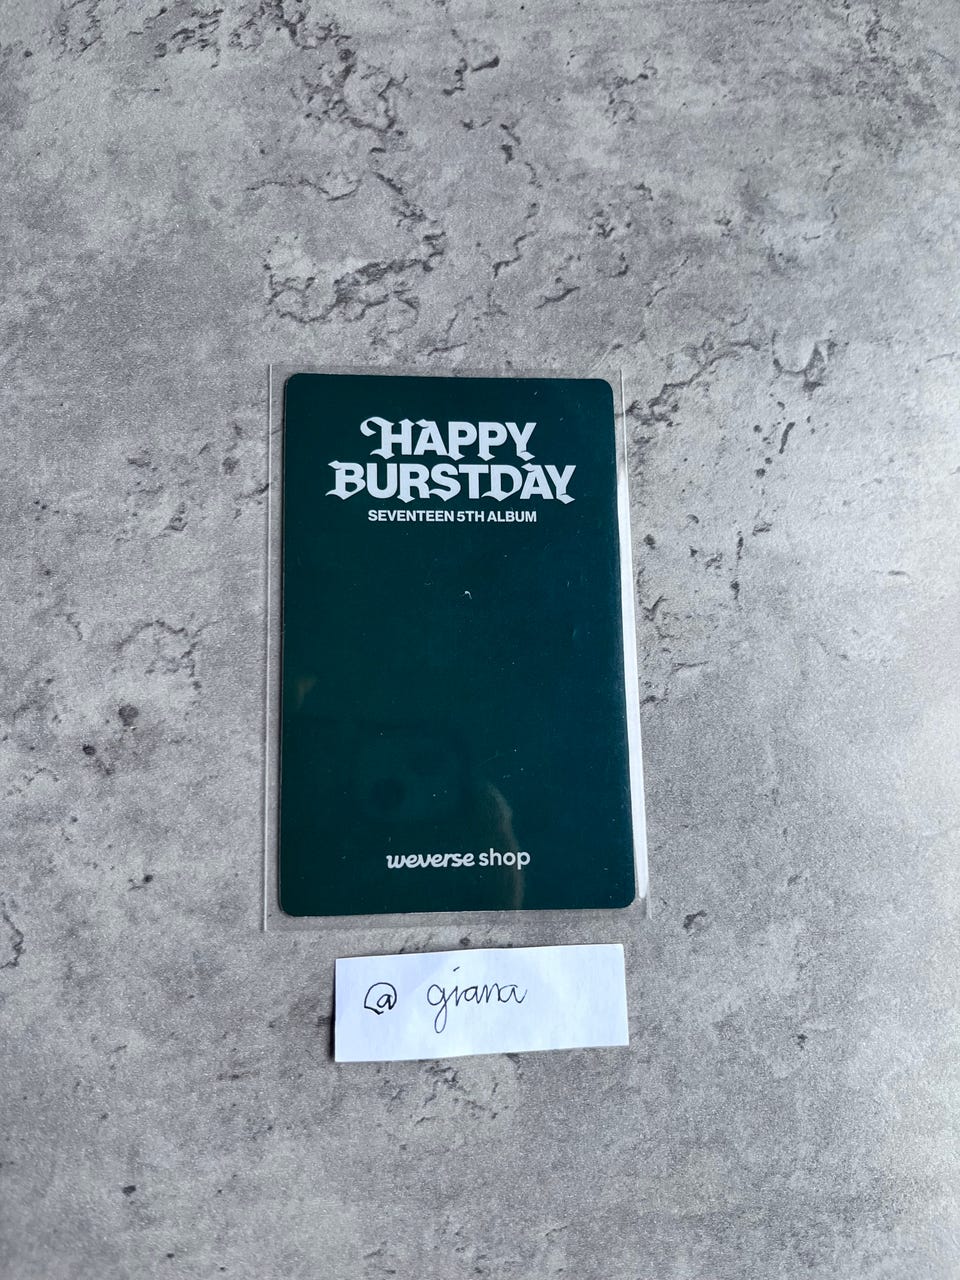 HAPPY
BURSTDAY
SEVENTEEN 5TH ALBUM
weverse shop
@ giana